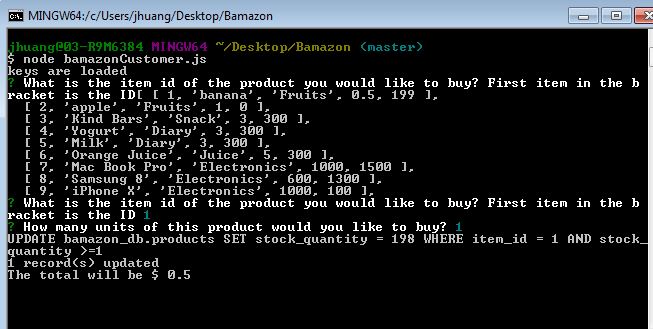 MINGW64:/c/Users/jhuang/Desktop/Bamazon
jhuang@03-R9M6384 MINGW64 ~/Desktop/Bamazon (master)
$ node bamazonCustomer.js
keys are loaded
? What is the item id of the product you would like to buy? First item in the b
racket is the ID[ [ 1, 'banana', 'Fruits', 0.5, 199 ],
  [ 2, 'apple', 'Fruits', 1, 0 ],
  [ 3, 'Kind Bars', 'Snack', 3, 300 ],
  [ 4, 'Yogurt', 'Diary', 3, 300 ],
  [ 5, 'Milk', 'Diary', 3, 300 ],
  [ 6, 'Orange Juice', 'Juice', 5, 300 ],
  [ 7, 'Mac Book Pro', 'Electronics', 1000, 1500 ],
  [ 8, 'Samsung 8', 'Electronics', 600, 1300 ],
  [ 9, 'iPhone X', 'Electronics', 1000, 100 ],
? What is the item id of the product you would like to buy? First item in the b
racket is the ID 1
? How many units of this product would you like to buy? 1
UPDATE bamazon_db.products SET stock_quantity = 198 WHERE item_id = 1 AND stock_
quantity >=1
1 record(s) updated
The total will be $ 0.5